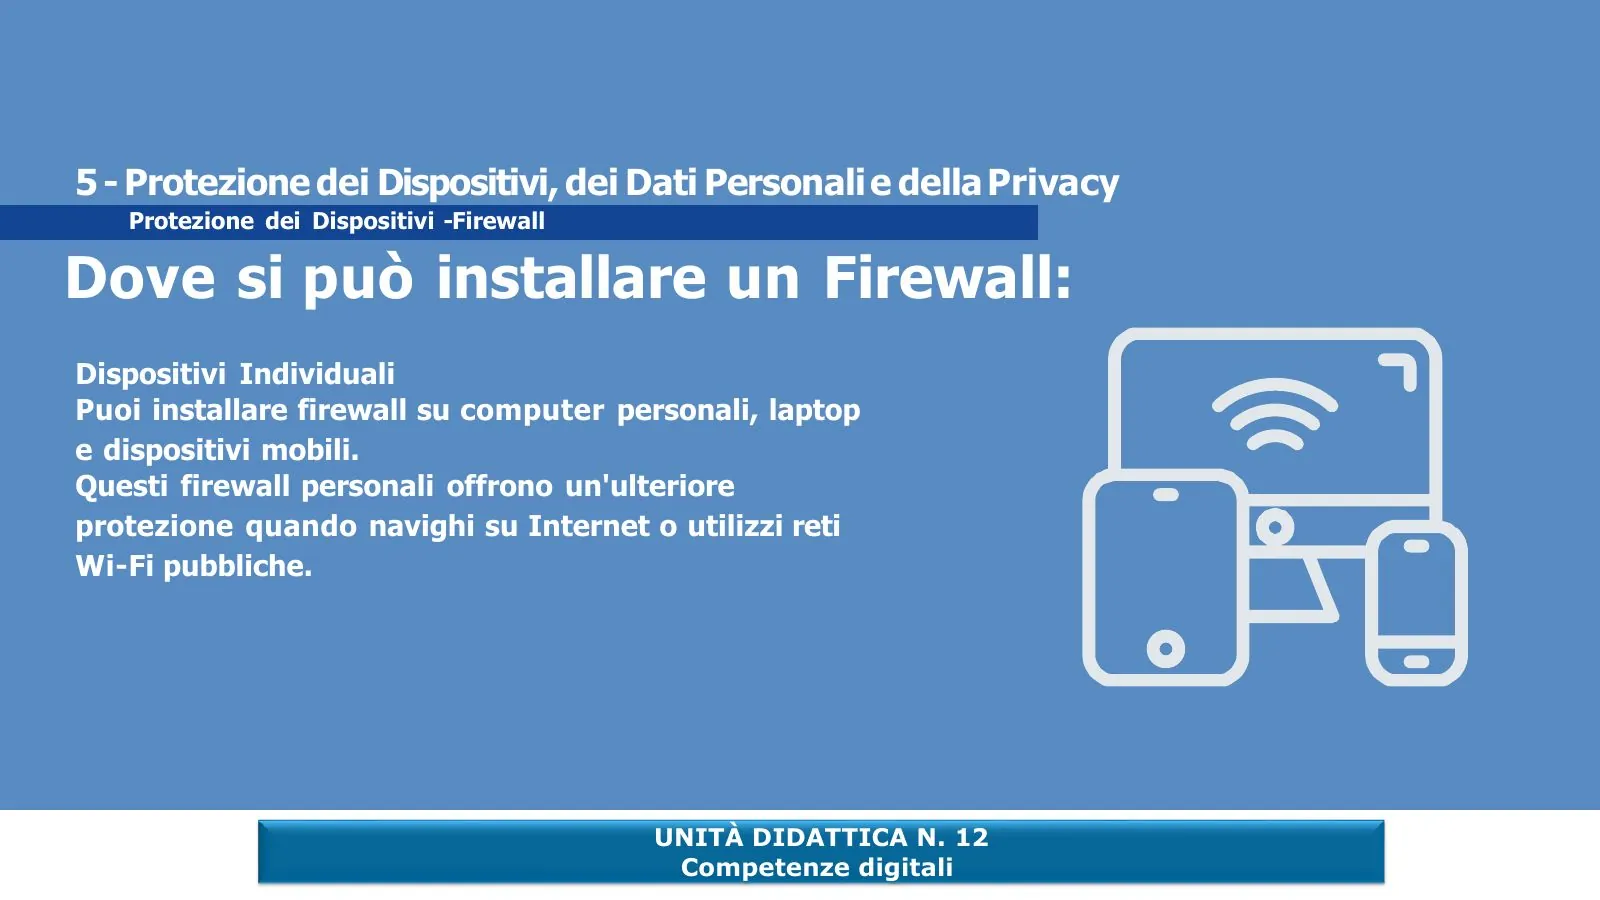 5 - Protezione dei Dispositivi, dei Dati Personali e della Privacy
Protezione dei Dispositivi -Firewall
Dove si può installare un Firewall:
Dispositivi Individuali
Puoi installare firewall su computer personali, laptop
e dispositivi mobili.
Questi firewall personali offrono un'ulteriore
protezione quando navighi su Internet o utilizzi reti
Wi-Fi pubbliche.
UNITÀ DIDATTICA N. 12
Competenze digitali